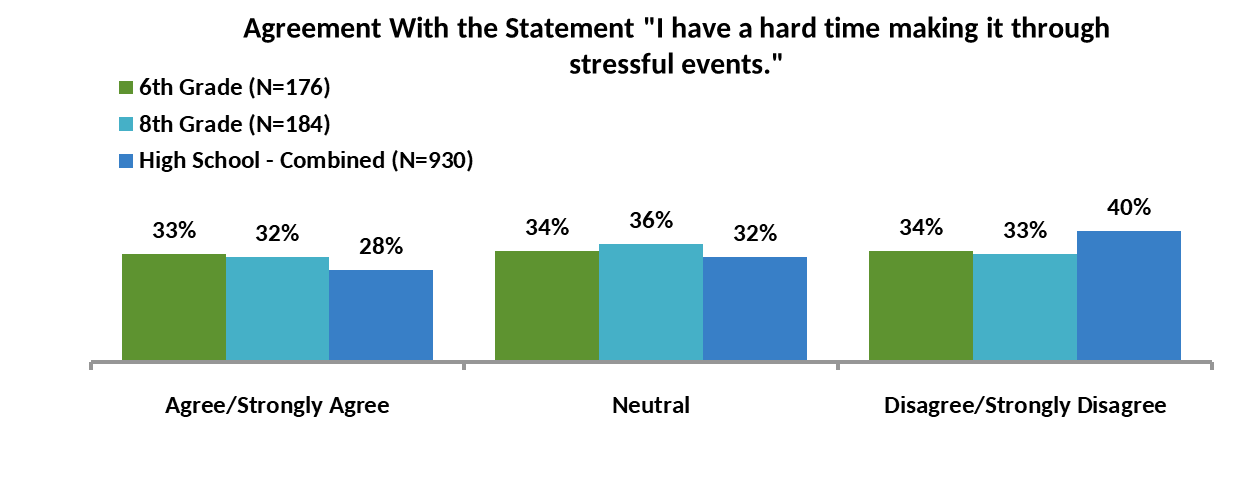 Agreement With the Statement "I have a hard time making it through
stressful events."
6th Grade (N=176)
8th Grade (N=184)
High School - Combined (N=930)
33%
32%
28%
34%
36%
32%
34%
33%
40%
Agree/Strongly Agree
Neutral
Disagree/Strongly Disagree